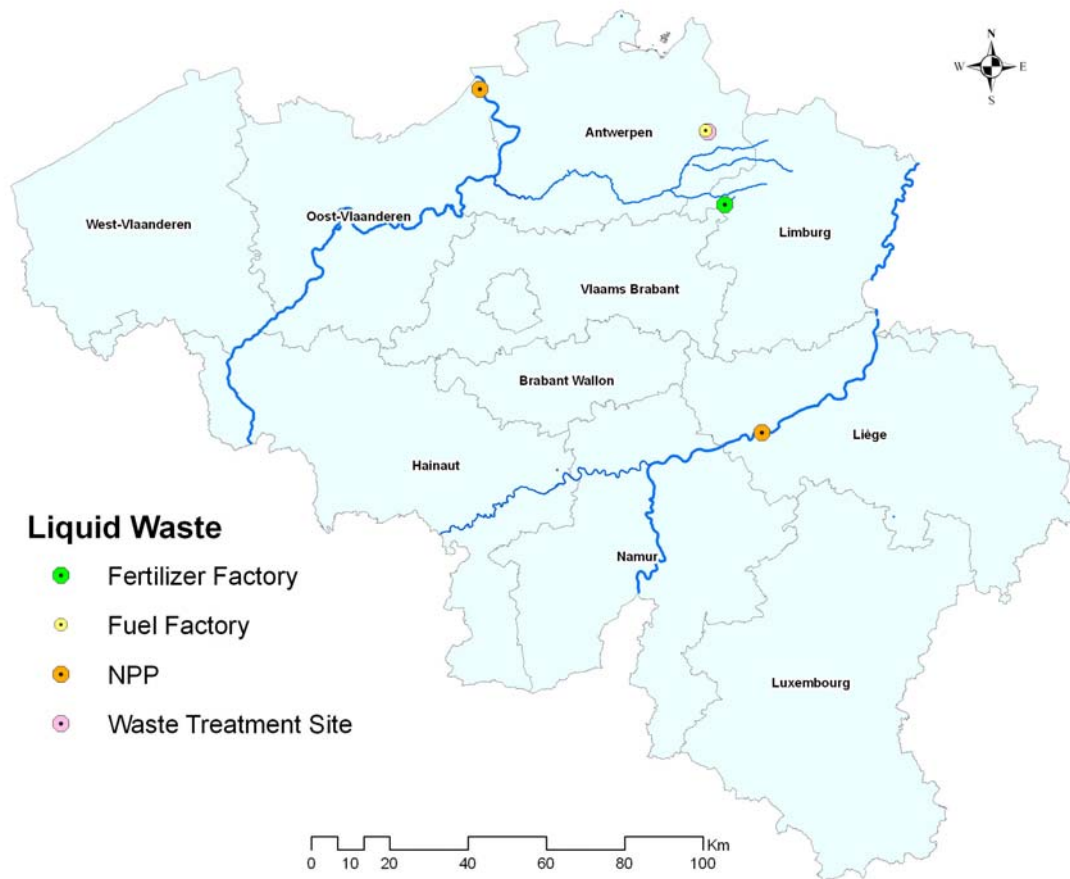 N
W E
S
Antwerpen
West-Vlaanderen
Oost-Vlaanderen
Limburg
Vlaams Brabant
Brabant Wallon
Liège
Hainaut
Namur
Luxembourg
Liquid Waste
Fertilizer Factory
Fuel Factory
NPP
Waste Treatment Site
Km
0 10 20 40 60 80 100